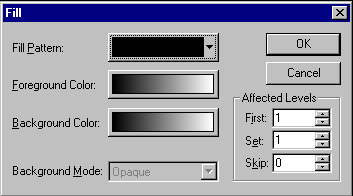 Fill
Fill Pattern:
OK
Cancel
Foreground Color:
Affected Levels
First: 1
Background Color:
Set: 1
Skip: 0
Background Mode: Opaque